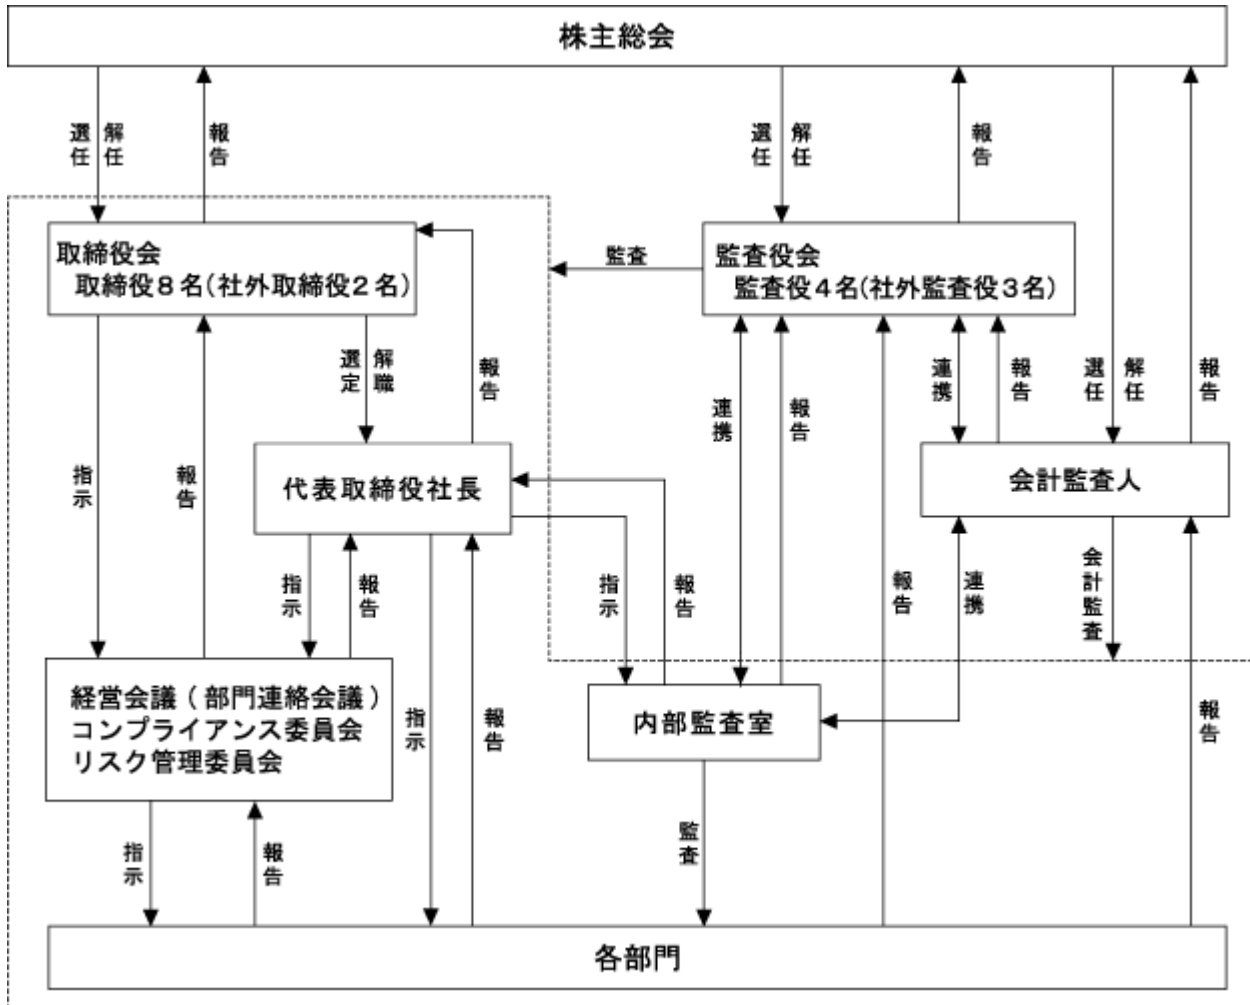 株主総会
選任
解任
報告
選任
解任
報告
選任
解任
報告
取締役会
取締役8名(社外取締役2名)
監査
監査役会
監査役4名(社外監査役3名)
選定
解職
報告
指示
報告
連携
報告
連携
報告
代表取締役社長
会計監査人
指示
報告
指示
報告
指示
報告
報告
連携
会計監査
報告
経営会議(部門連絡会議)
コンプライアンス委員会
リスク管理委員会
内部監査室
指示
報告
監査
各部門